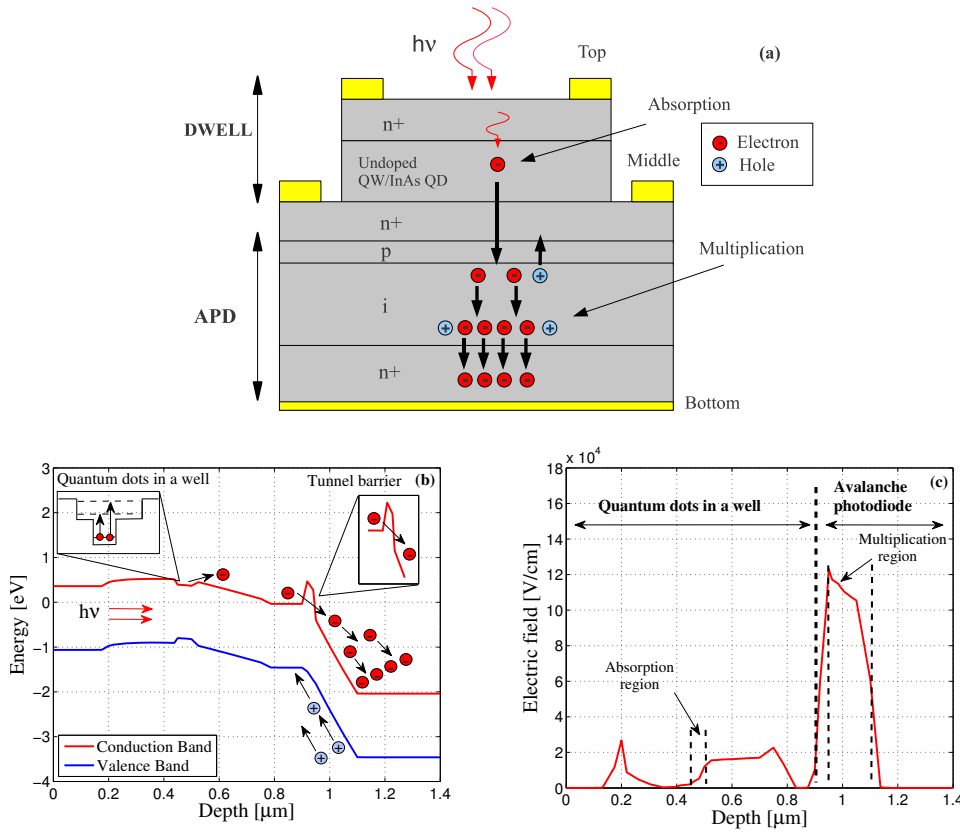 (a)
hν
Top
DWELL
Absorption
n+
Electron
Hole
Undoped
QW/InAs QD
Middle
n+
p
Multiplication
APD
i
n+
Bottom
(b)
Quantum dots in a well
Tunnel barrier
hν
Energy [eV]
3
2
1
0
−1
−2
−3
−4
Conduction Band
Valence Band
0
0.2
0.4
0.6
0.8
1
1.2
1.4
Depth [μm]
x 10⁴
(c)
Quantum dots in a well
Avalanche
photodiode
Multiplication
region
Absorption
region
Electric field [V/cm]
18
16
14
12
10
8
6
4
2
0
0
0.2
0.4
0.6
0.8
1
1.2
1.4
Depth [μm]